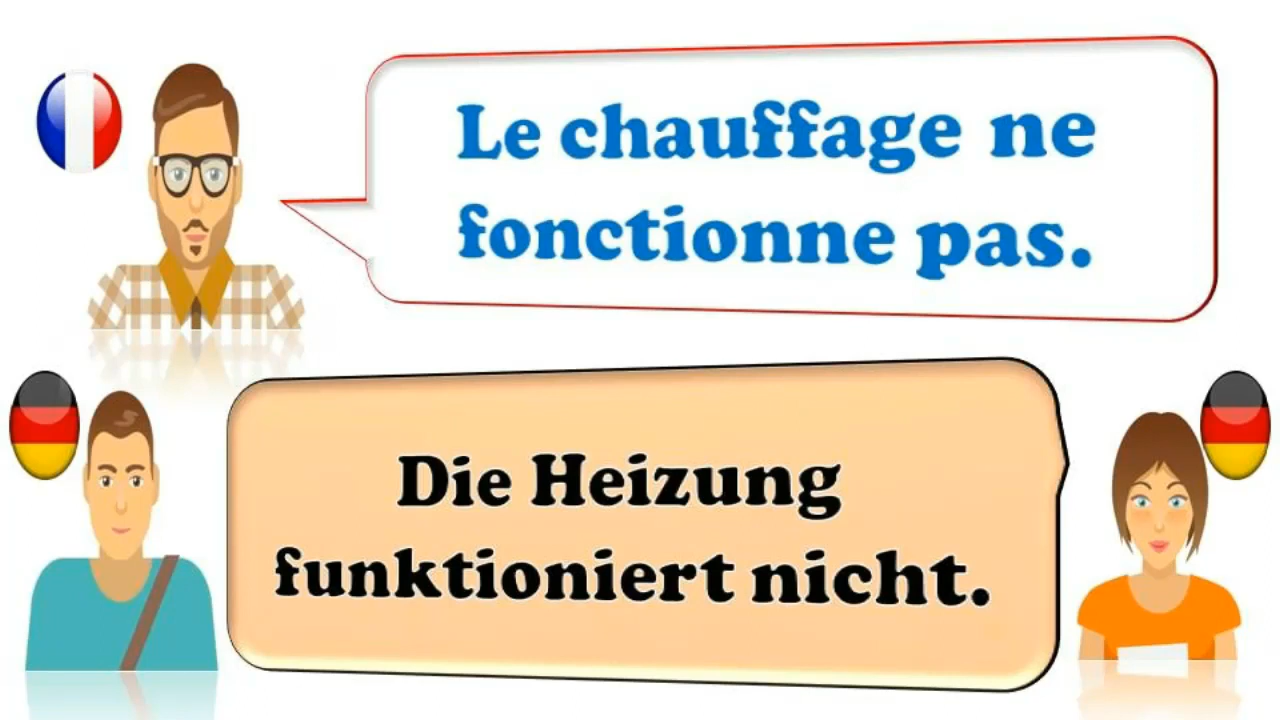 Le chauffage ne
fonctionne pas.
Die Heizung
funktioniert nicht.